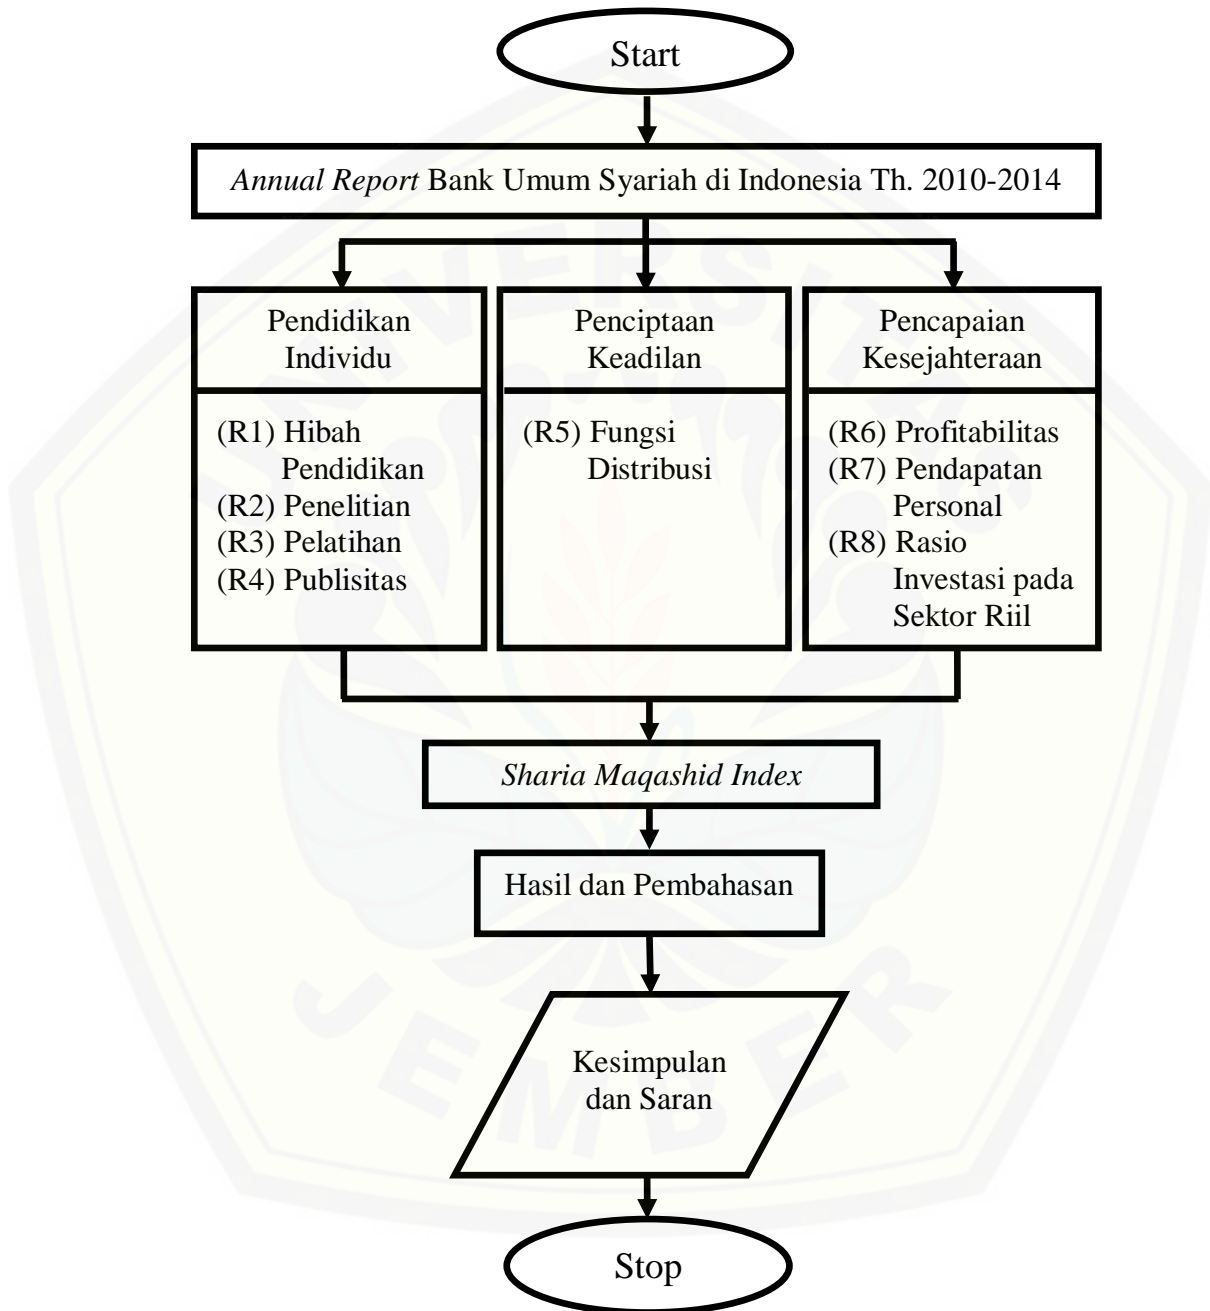 Start
Annual Report Bank Umum Syariah di Indonesia Th. 2010-2014
Pendidikan
Individu
(R1) Hibah
Pendidikan
(R2) Penelitian
(R3) Pelatihan
(R4) Publisitas
Penciptaan
Keadilan
(R5) Fungsi
Distribusi
Pencapaian
Kesejahteraan
(R6) Profitabilitas
(R7) Pendapatan
Personal
(R8) Rasio
Investasi pada
Sektor Riil
Sharia Maqashid Index
Hasil dan Pembahasan
Kesimpulan
dan Saran
Stop
UNIVERSITAS
JEMBER